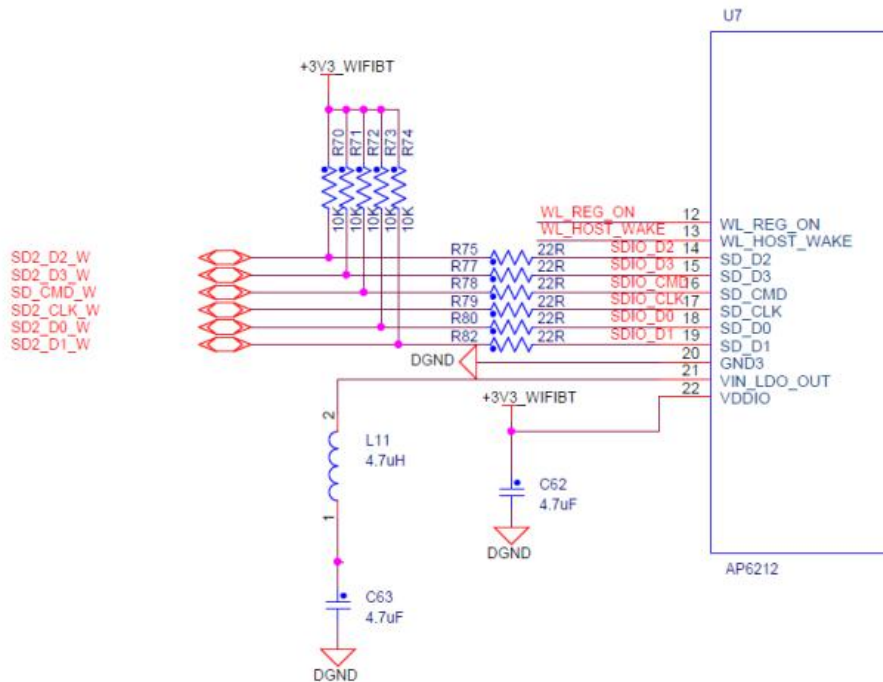 U7
+3V3_WIFIBT
R70
R71
R72
R73
R74
10K
10K
10K
10K
10K
WL_REG_ON 12 WL_REG_ON
WL_HOST_WAKE 13 WL_HOST_WAKE
SD2_D2_W R75 22R SDIO_D2 14 SD_D2
SD2_D3_W R77 22R SDIO_D3 15 SD_D3
SD_CMD_W R78 22R SDIO_CMD 16 SD_CMD
SD2_CLK_W R79 22R SDIO_CLK 17 SD_CLK
SD2_D0_W R80 22R SDIO_D0 18 SD_D0
SD2_D1_W R82 22R SDIO_D1 19 SD_D1
DGND 20 GND3
21 VIN_LDO_OUT
+3V3_WIFIBT 22 VDDIO
2
L11
4.7uH
1
C62
4.7uF
DGND
AP6212
C63
4.7uF
DGND